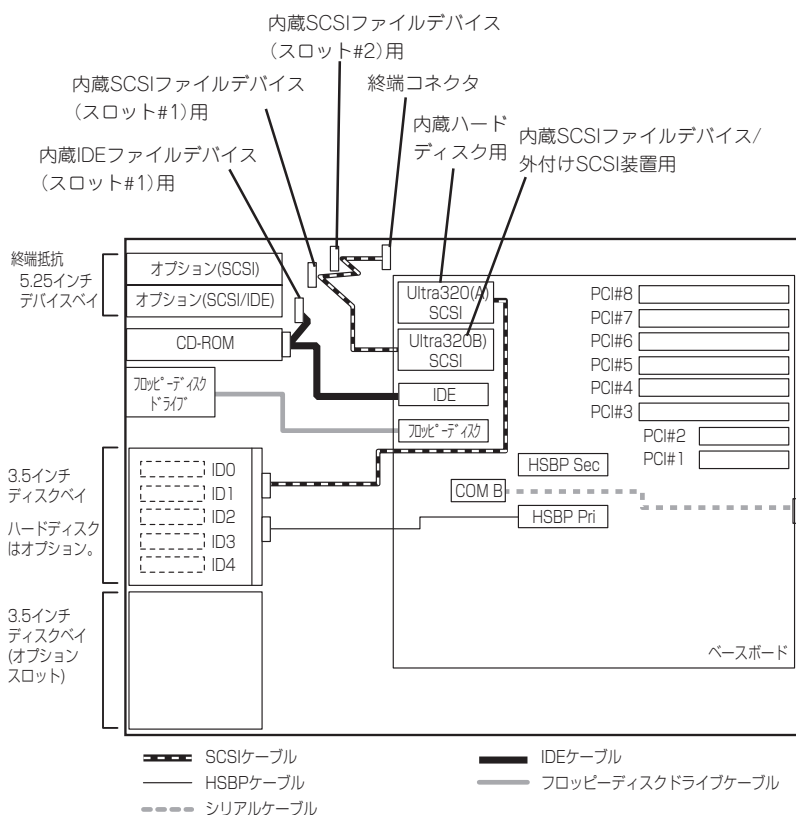 内蔵SCSIファイルデバイス
(スロット#2)用
内蔵SCSIファイルデバイス
(スロット#1)用
終端コネクタ
内蔵IDEファイルデバイス
(スロット#1)用
内蔵ハード
ディスク用
内蔵SCSIファイルデバイス/
外付けSCSI装置用
終端抵抗
5.25インチ
デバイスベイ
オプション(SCSI)
オプション(SCSI/IDE)
CD-ROM
フロッピーディスク
ドライブ
Ultra320(A)
SCSI
Ultra320B)
SCSI
IDE
フロッピーディスク
PCI#8
PCI#7
PCI#6
PCI#5
PCI#4
PCI#3
PCI#2
PCI#1
3.5インチ
ディスクベイ
ハードディスク
はオプション。
ID0
ID1
ID2
ID3
ID4
HSBP Sec
COM B
HSBP Pri
3.5インチ
ディスクベイ
(オプション
スロット)
ベースボード
SCSIケーブル
IDEケーブル
HSBPケーブル
フロッピーディスクドライブケーブル
シリアルケーブル